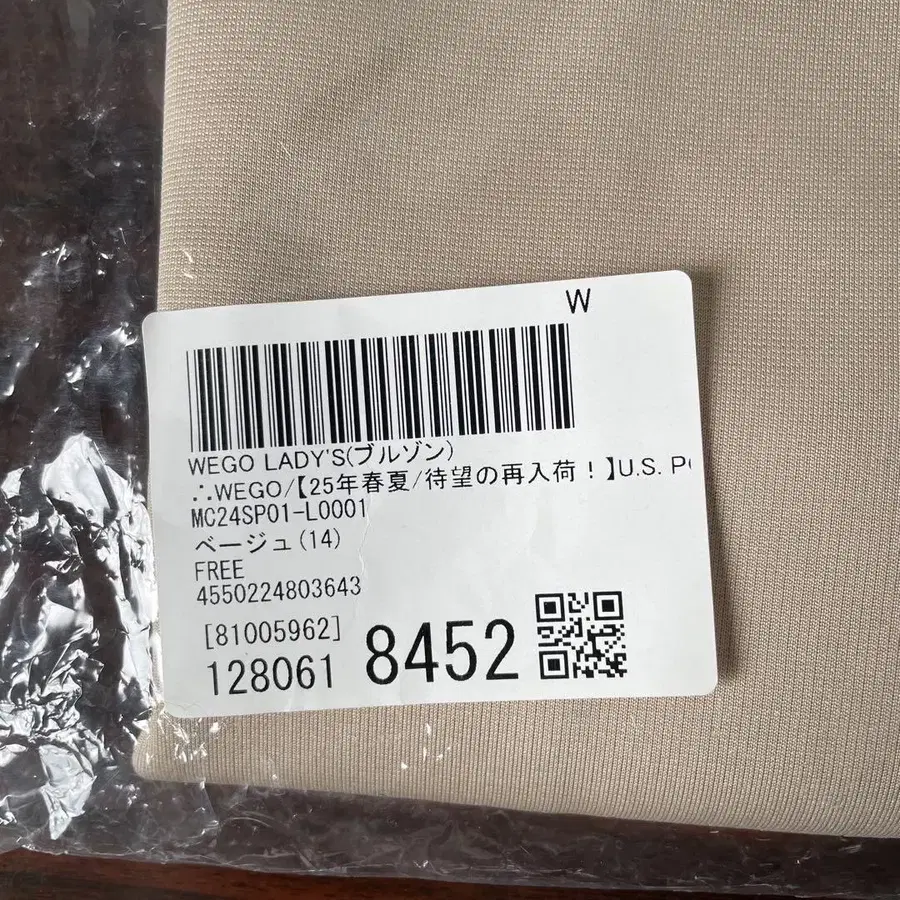 W
WEGO LADY'S(ブルゾン)
∴WEGO/【25年春夏/待望の再入荷！】U.S. P
MC24SP01-L0001
ベージュ(14)
FREE
4550224803643
[81005962]
128061 8452